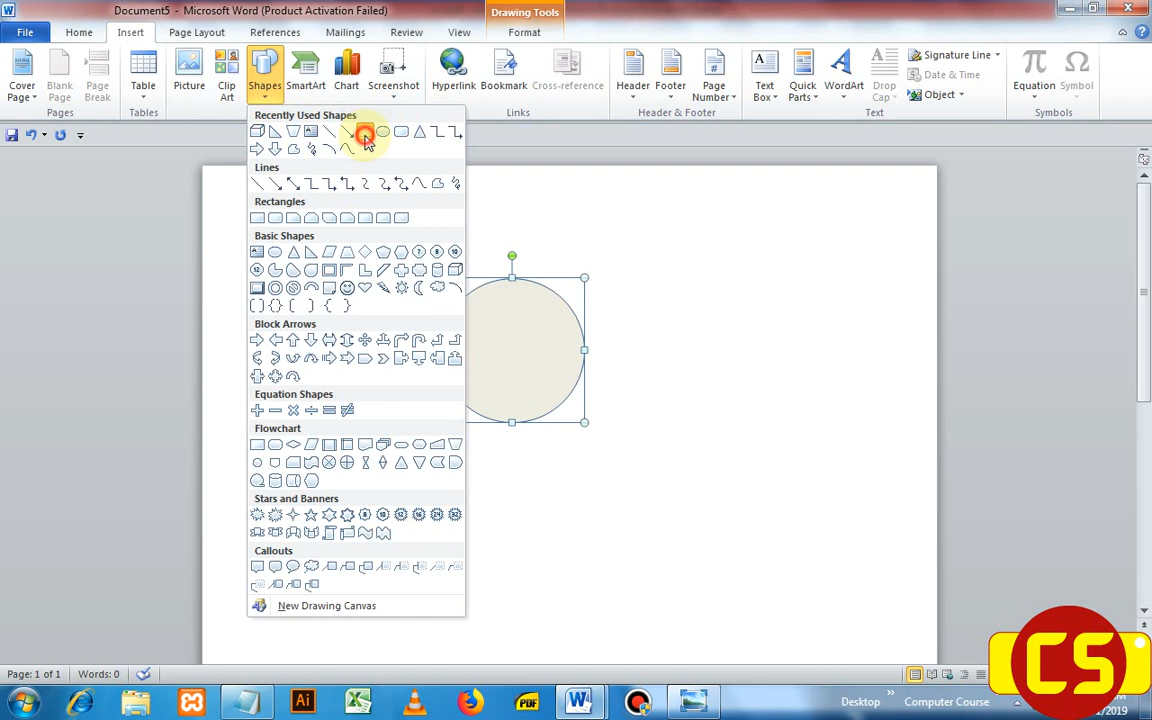 Document5 - Microsoft Word (Product Activation Failed)
Drawing Tools
File Home Insert Page Layout References Mailings Review View Format
Cover Page Blank Page Page Break Table Picture Clip Art Shapes SmartArt Chart Screenshot Hyperlink Bookmark Cross-reference Header Footer Page Number Text Box Quick Parts WordArt Drop Cap Signature Line Date & Time Object Equation Symbol
Pages Tables Links Header & Footer Text Symbols
Recently Used Shapes
Lines
Rectangles
Basic Shapes
Block Arrows
Equation Shapes
Flowchart
Stars and Banners
Callouts
New Drawing Canvas
CS
Page: 1 of 1 Words: 0
Ai PDF Desktop Computer Course